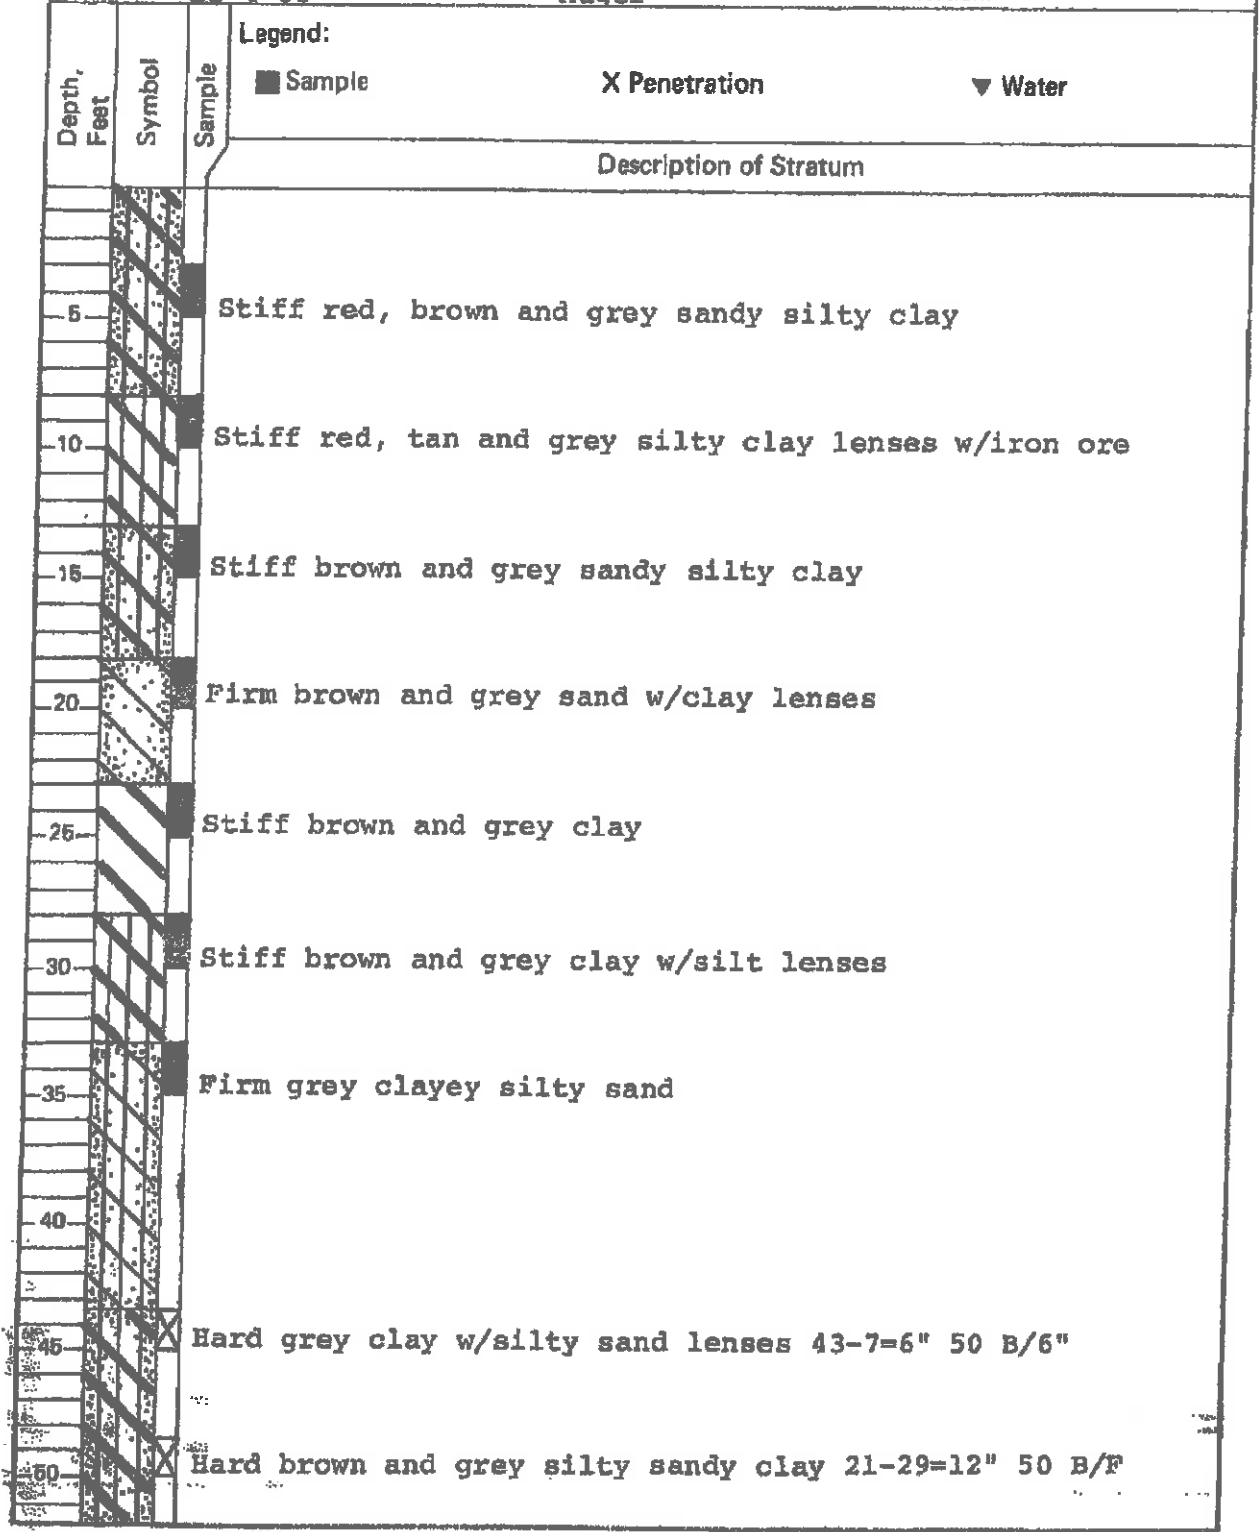 Legend:
Depth, Feet
Symbol
Sample
■ Sample
X Penetration
▼ Water
Description of Stratum
5
Stiff red, brown and grey sandy silty clay
10
Stiff red, tan and grey silty clay lenses w/iron ore
15
Stiff brown and grey sandy silty clay
20
Firm brown and grey sand w/clay lenses
25
Stiff brown and grey clay
30
Stiff brown and grey clay w/silt lenses
35
Firm grey clayey silty sand
40
45
Hard grey clay w/silty sand lenses 43-7=6" 50 B/6"
50
Hard brown and grey silty sandy clay 21-29=12" 50 B/F